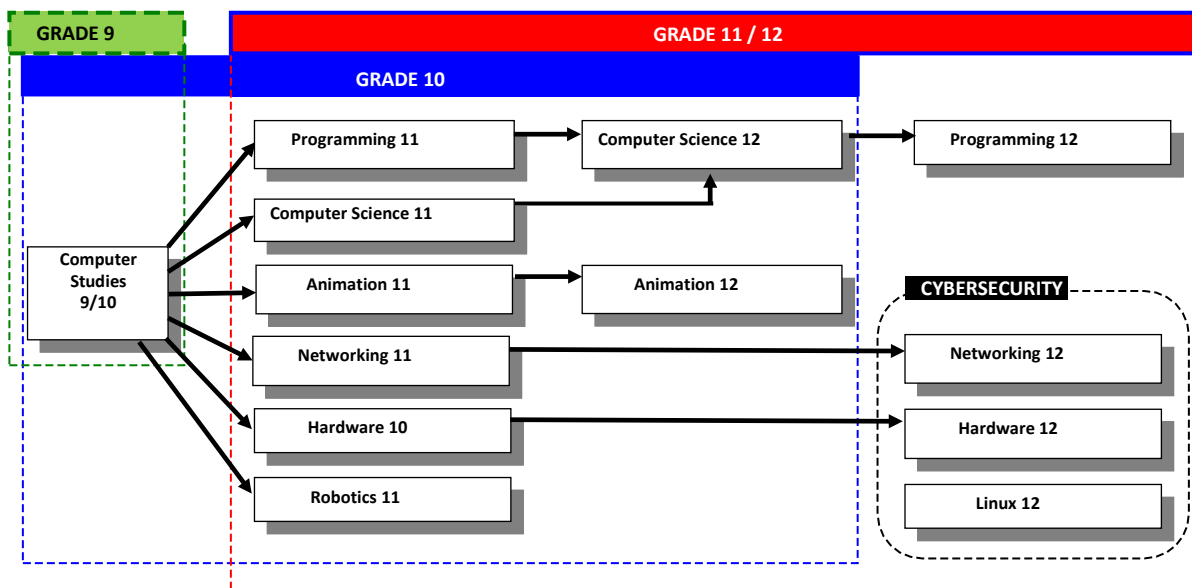 GRADE 9
GRADE 11 / 12
GRADE 10
Programming 11
Computer Science 12
Programming 12
Computer Science 11
Computer
Studies
9/10
Animation 11
Animation 12
CYBERSECURITY
Networking 11
Networking 12
Hardware 10
Hardware 12
Robotics 11
Linux 12